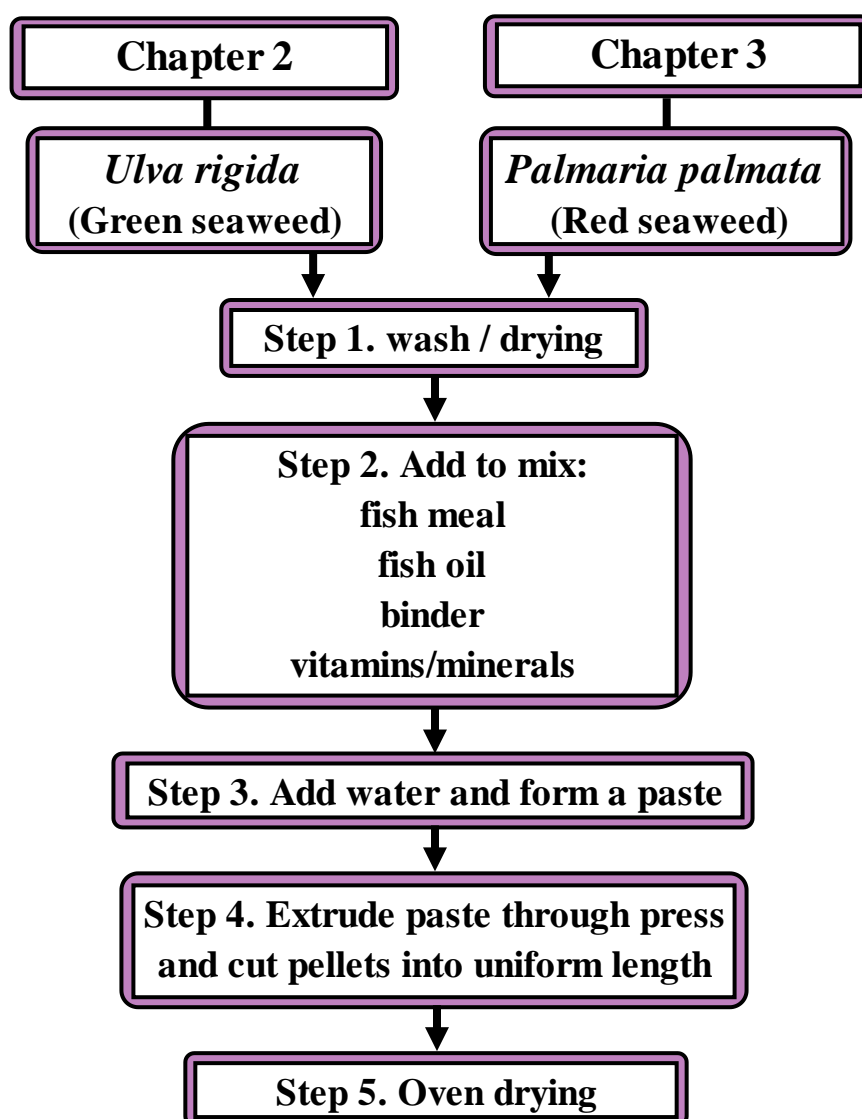 Chapter 2
Chapter 3
Ulva rigida
(Green seaweed)
Palmaria palmata
(Red seaweed)
Step 1. wash / drying
Step 2. Add to mix:
fish meal
fish oil
binder
vitamins/minerals
Step 3. Add water and form a paste
Step 4. Extrude paste through press
and cut pellets into uniform length
Step 5. Oven drying